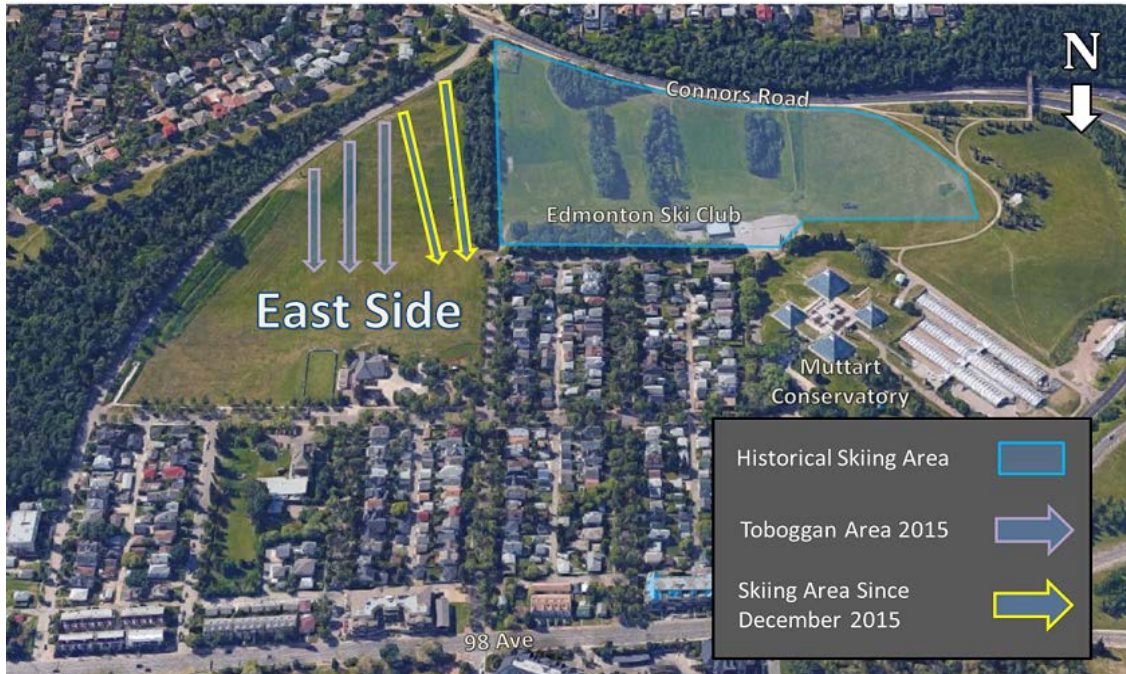 N
Connors Road
Edmonton Ski Club
East Side
Muttart
Conservatory
Historical Skiing Area
Toboggan Area 2015
Skiing Area Since
December 2015
98 Ave